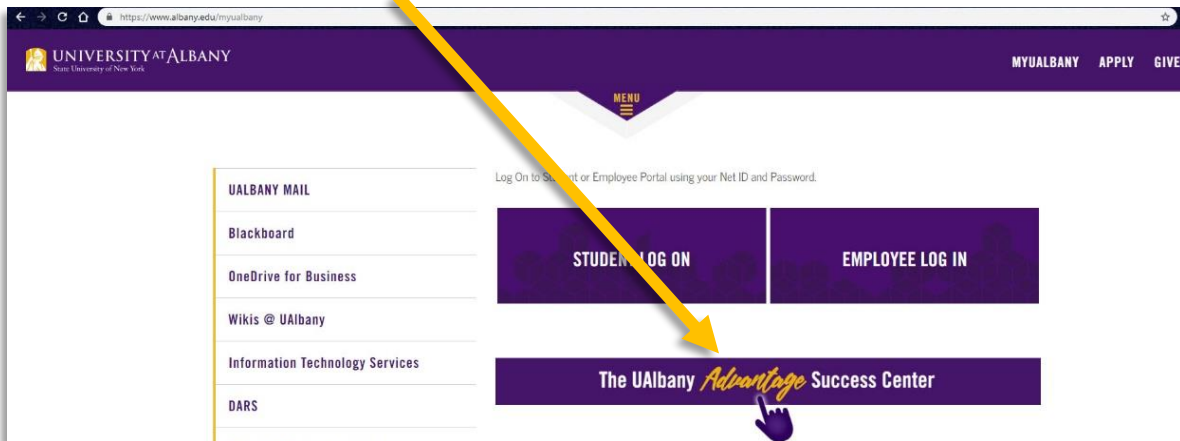 https://www.albany.edu/myualbany
UNIVERSITY AT ALBANY
State University of New York
MYUALBANY APPLY GIVE
MENU
Log On to Student or Employee Portal using your Net ID and Password.
UALBANY MAIL
Blackboard
OneDrive for Business
Wikis @ UAlbany
Information Technology Services
DARS
STUDENT LOG ON
EMPLOYEE LOG IN
The UAlbany Advantage Success Center